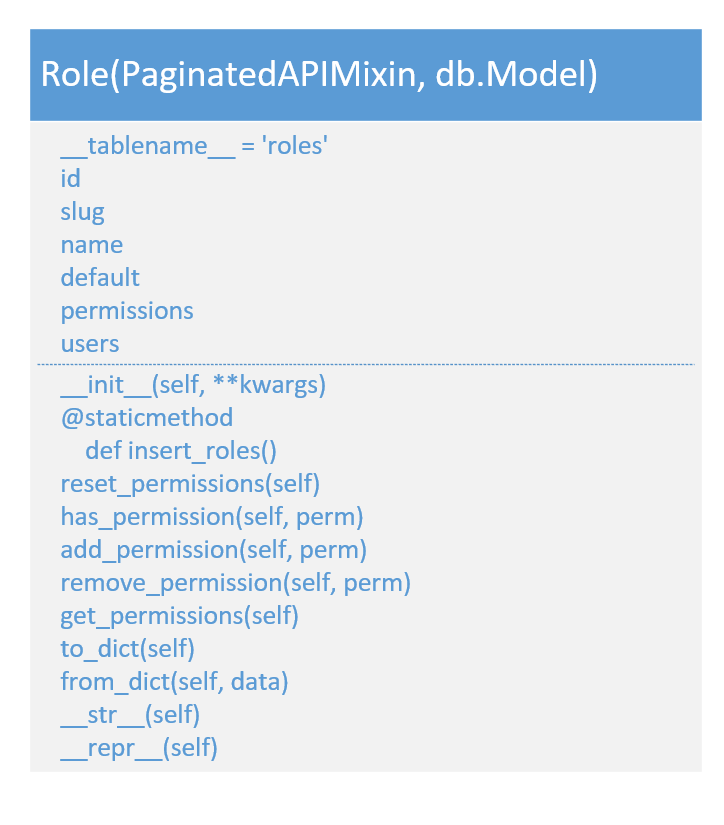 Role(PaginatedAPIMixin, db.Model)
__tablename__ = 'roles'
id
slug
name
default
permissions
users
__init__(self, **kwargs)
@staticmethod
def insert_roles()
reset_permissions(self)
has_permission(self, perm)
add_permission(self, perm)
remove_permission(self, perm)
get_permissions(self)
to_dict(self)
from_dict(self, data)
__str__(self)
__repr__(self)